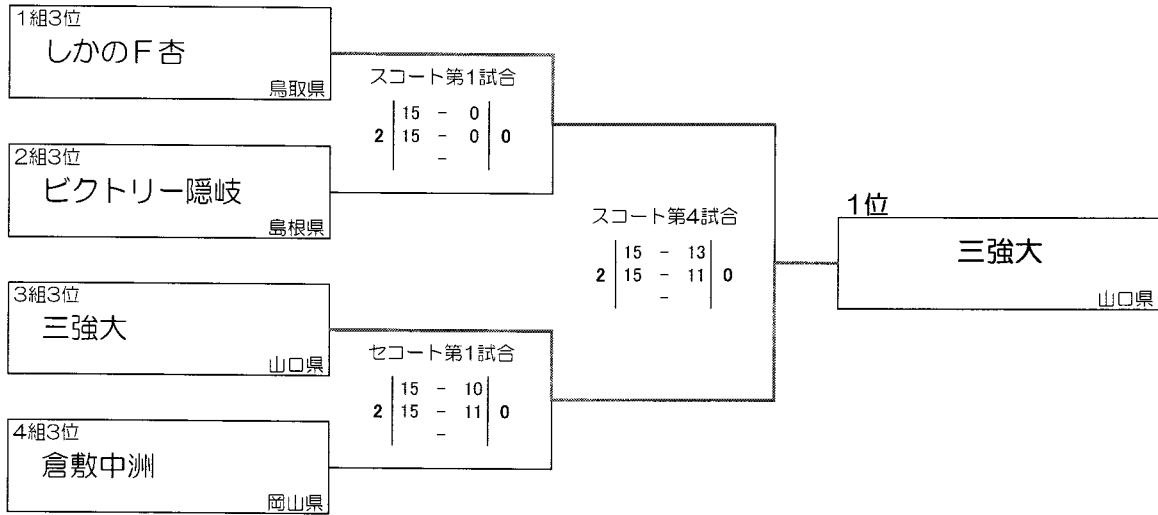 1組3位
しかのF杏
鳥取県
スコート第1試合
15 - 0
2 15 - 0 0
-
2組3位
ビクトリー隠岐
島根県
スコート第4試合
15 - 13
2 15 - 11 0
-
1位
三強大
山口県
3組3位
三強大
山口県
セコート第1試合
15 - 10
2 15 - 11 0
-
4組3位
倉敷中洲
岡山県